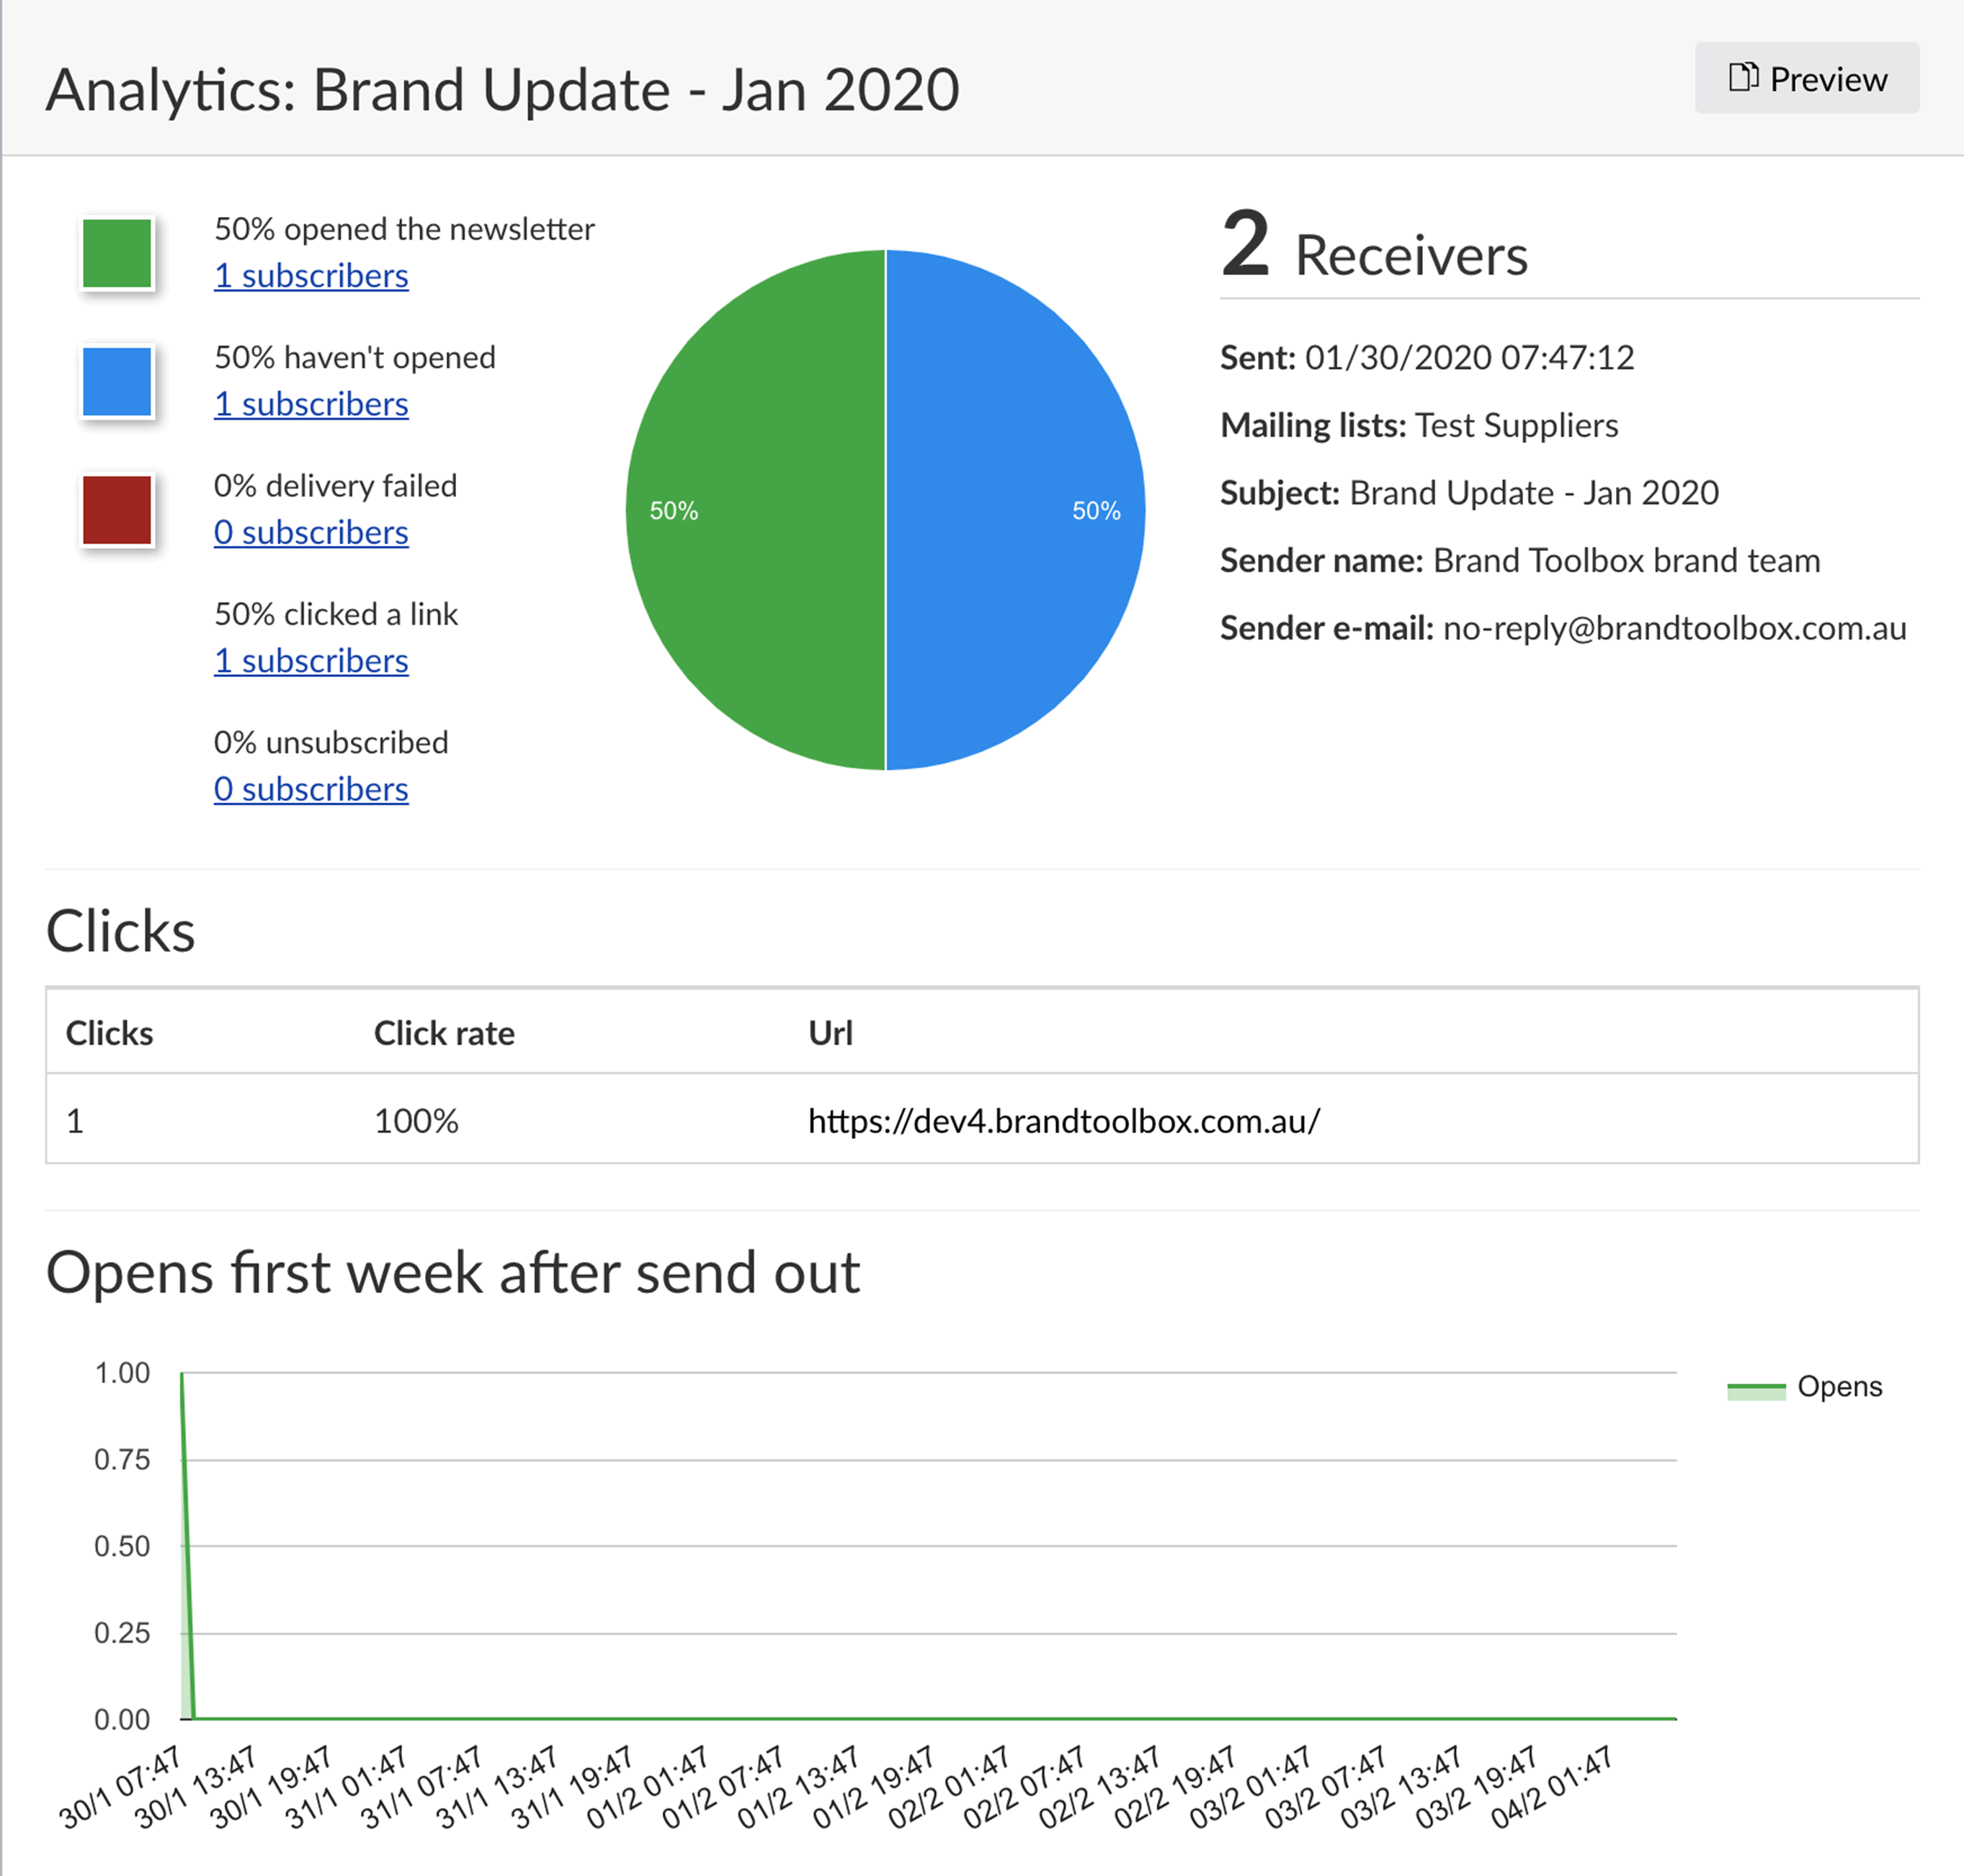 Analytics: Brand Update - Jan 2020
Preview
50% opened the newsletter
1 subscribers
50% haven't opened
1 subscribers
0% delivery failed
0 subscribers
50% clicked a link
1 subscribers
0% unsubscribed
0 subscribers
50%
50%
2 Receivers
Sent: 01/30/2020 07:47:12
Mailing lists: Test Suppliers
Subject: Brand Update - Jan 2020
Sender name: Brand Toolbox brand team
Sender e-mail: no-reply@brandtoolbox.com.au
Clicks
Clicks Click rate Url
1 100% https://dev4.brandtoolbox.com.au/
Opens first week after send out
1.00
0.75
0.50
0.25
0.00
Opens
30/1 07:47
30/1 13:47
30/1 19:47
31/1 01:47
31/1 07:47
31/1 13:47
31/1 19:47
01/2 01:47
01/2 07:47
01/2 13:47
01/2 19:47
02/2 01:47
02/2 07:47
02/2 13:47
02/2 19:47
03/2 01:47
03/2 07:47
03/2 13:47
03/2 19:47
04/2 01:47